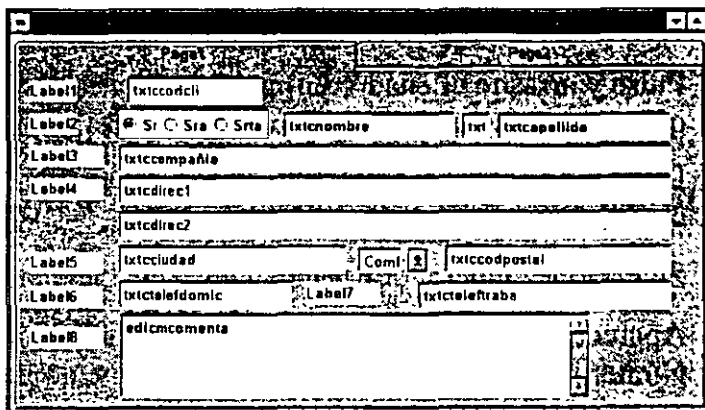 Page1 Page2
Label1 txtccodcli
Label2 Sr Sra Srta txtcnombre txt txtcapellido
Label3 txtccompañia
Label4 txtcdirec1
txtcdirec2
Label5 txtcciudad Coml txtccodpostal
Label6 txtctelefdomic Label7 txtcteleftraba
Label8 edicmcomenta